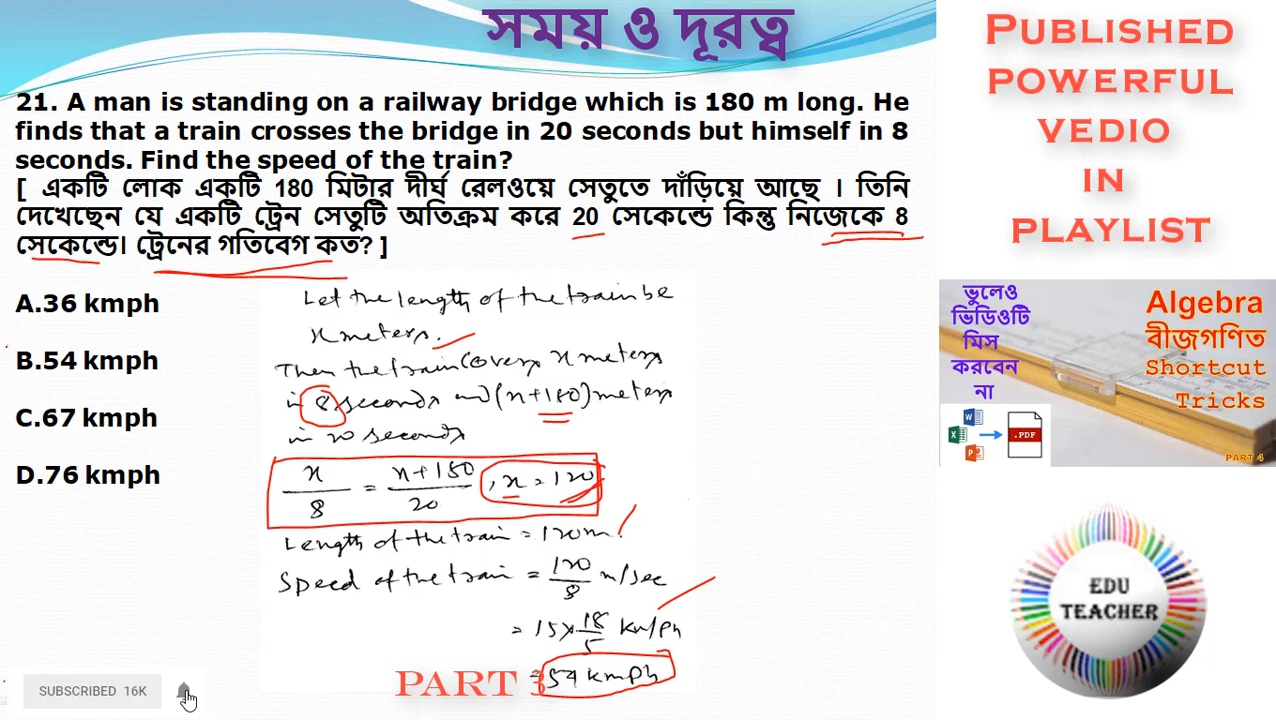 সময় ও দূরত্ব
21. A man is standing on a railway bridge which is 180 m long. He
finds that a train crosses the bridge in 20 seconds but himself in 8
seconds. Find the speed of the train?
[ একটি লোক একটি 180 মিটার দীর্ঘ রেলওয়ে সেতুতে দাঁড়িয়ে আছে । তিনি
দেখেছেন যে একটি ট্রেন সেতুটি অতিক্রম করে 20 সেকেন্ডে কিন্তু নিজেকে 8
সেকেন্ডে। ট্রেনের গতিবেগ কত? ]
A.36 kmph
B.54 kmph
C.67 kmph
D.76 kmph
Let the length of the train be
x meters.
Then the train covers x meters
in 8 seconds and (x+180) meters
in 20 seconds
x/8 = x+180/20, x = 120
Length of the train = 120m.
Speed of the train = 120/8 m/sec
= 15 × 18/5 km/ph
= 54 kmph
PART 3
SUBSCRIBED 16K
PUBLISHED
POWERFUL
VEDIO
IN
PLAYLIST
ভুলেও
ভিডিওটি
মিস
করবেন
না
Algebra
বীজগণিত
Shortcut
Tricks
W
X
P
.PDF
PART 4
EDU
TEACHER